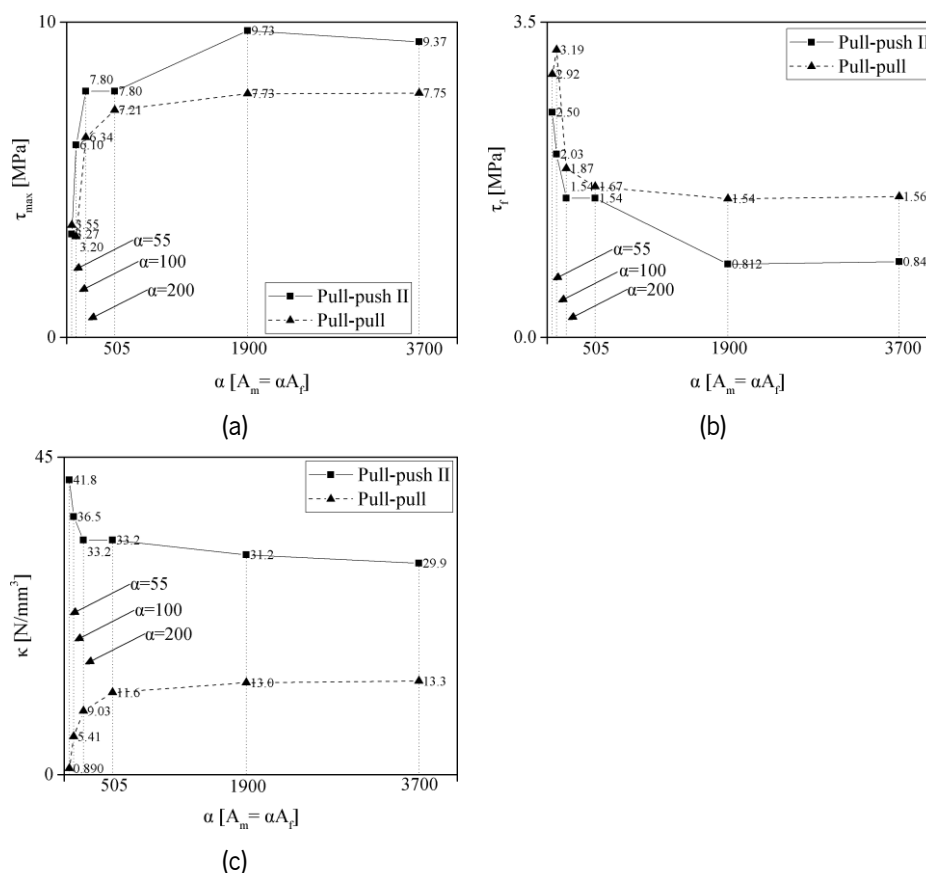 10
9.73
9.37
7.80
7.80
7.21
7.73
7.75
6.34
6.10
3.55
3.27
3.20
α=55
α=100
α=200
Pull-push II
Pull-pull
0
505
1900
3700
τmax [MPa]
α [Am= αAf]
(a)
3.5
Pull-push II
Pull-pull
3.19
2.92
2.50
2.03
1.87
1.54
1.67
1.54
1.54
1.56
0.812
0.84
α=55
α=100
α=200
0.0
505
1900
3700
τf [MPa]
α [Am= αAf]
(b)
45
Pull-push II
Pull-pull
41.8
36.5
33.2
33.2
31.2
29.9
α=55
α=100
α=200
11.6
13.0
13.3
9.03
5.41
0.890
0
505
1900
3700
κ [N/mm³]
α [Am= αAf]
(c)